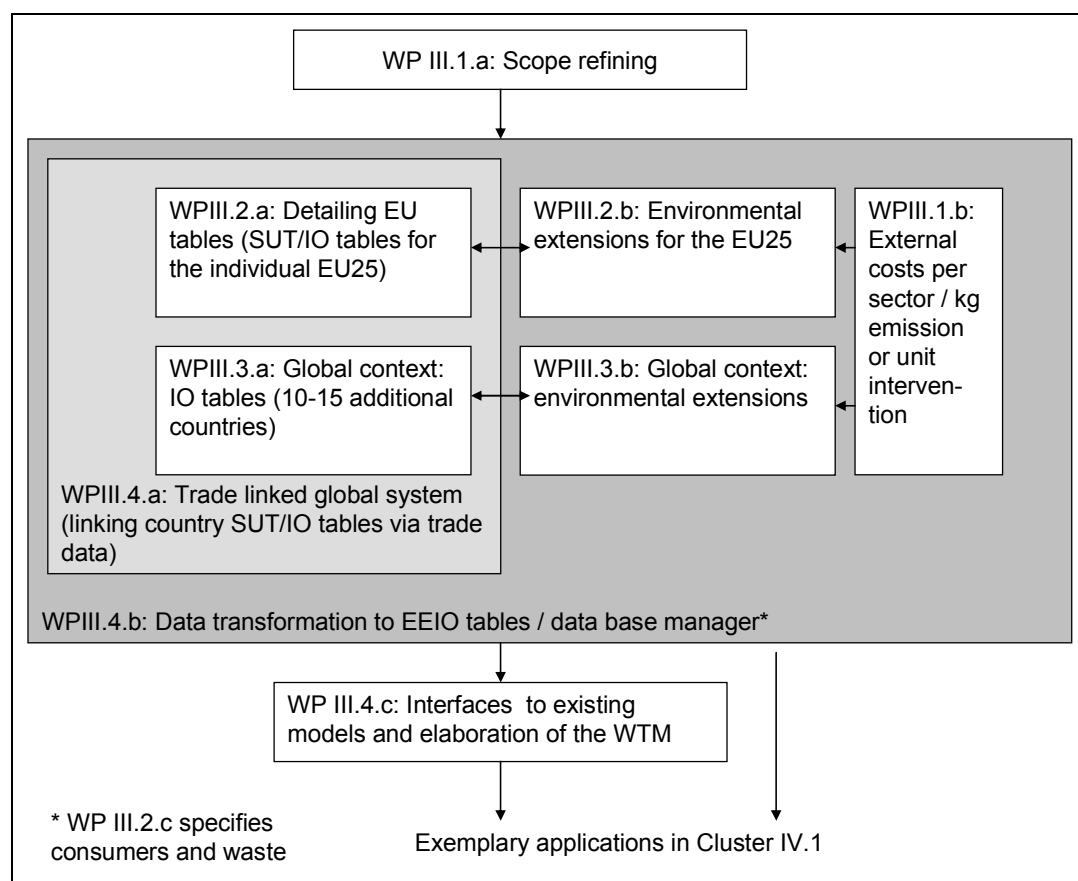 WP III.1.a: Scope refining
WPIII.2.a: Detailing EU
tables (SUT/IO tables for
the individual EU25)
WPIII.2.b: Environmental
extensions for the EU25
WPIII.1.b:
External
costs per
sector / kg
emission
or unit
interven-
tion
WPIII.3.a: Global context:
IO tables (10-15 additional
countries)
WPIII.3.b: Global context:
environmental extensions
WPIII.4.a: Trade linked global system
(linking country SUT/IO tables via trade
data)
WPIII.4.b: Data transformation to EEIO tables / data base manager*
WP III.4.c: Interfaces to existing
models and elaboration of the WTM
* WP III.2.c specifies
consumers and waste
Exemplary applications in Cluster IV.1